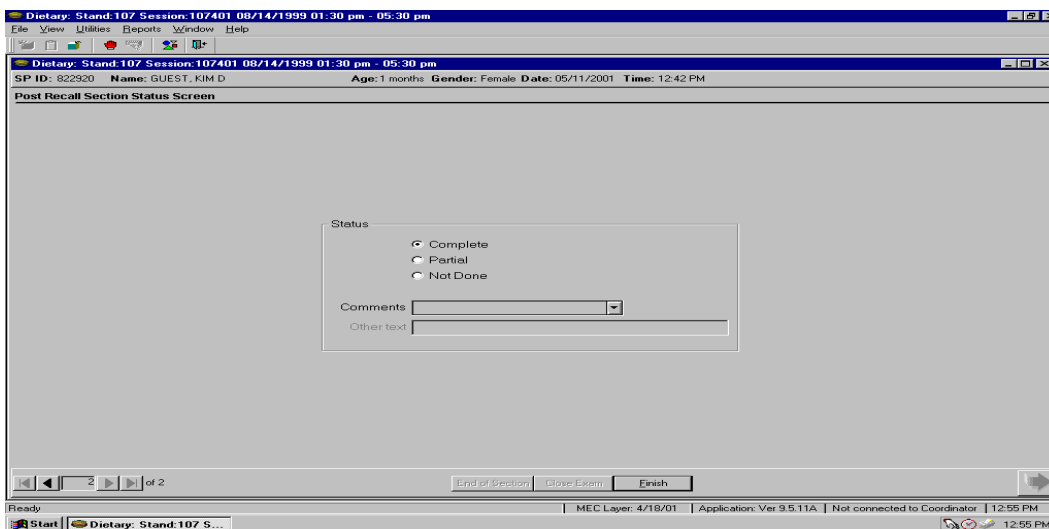 Dietary: Stand:107 Session:107401 08/14/1999 01:30 pm - 05:30 pm
File View Utilities Reports Window Help
Dietary: Stand:107 Session:107401 08/14/1999 01:30 pm - 05:30 pm
SP ID: 822920 Name: GUEST, KIM D Age: 1 months Gender: Female Date: 05/11/2001 Time: 12:42 PM
Post Recall Section Status Screen
Status
Complete
Partial
Not Done
Comments
Other text
2 of 2 End of Section Close Exam Finish
Ready MEC Layer: 4/18/01 Application: Ver 9.5.11A Not connected to Coordinator 12:55 PM
Start Dietary: Stand:107 S... 12:55 PM